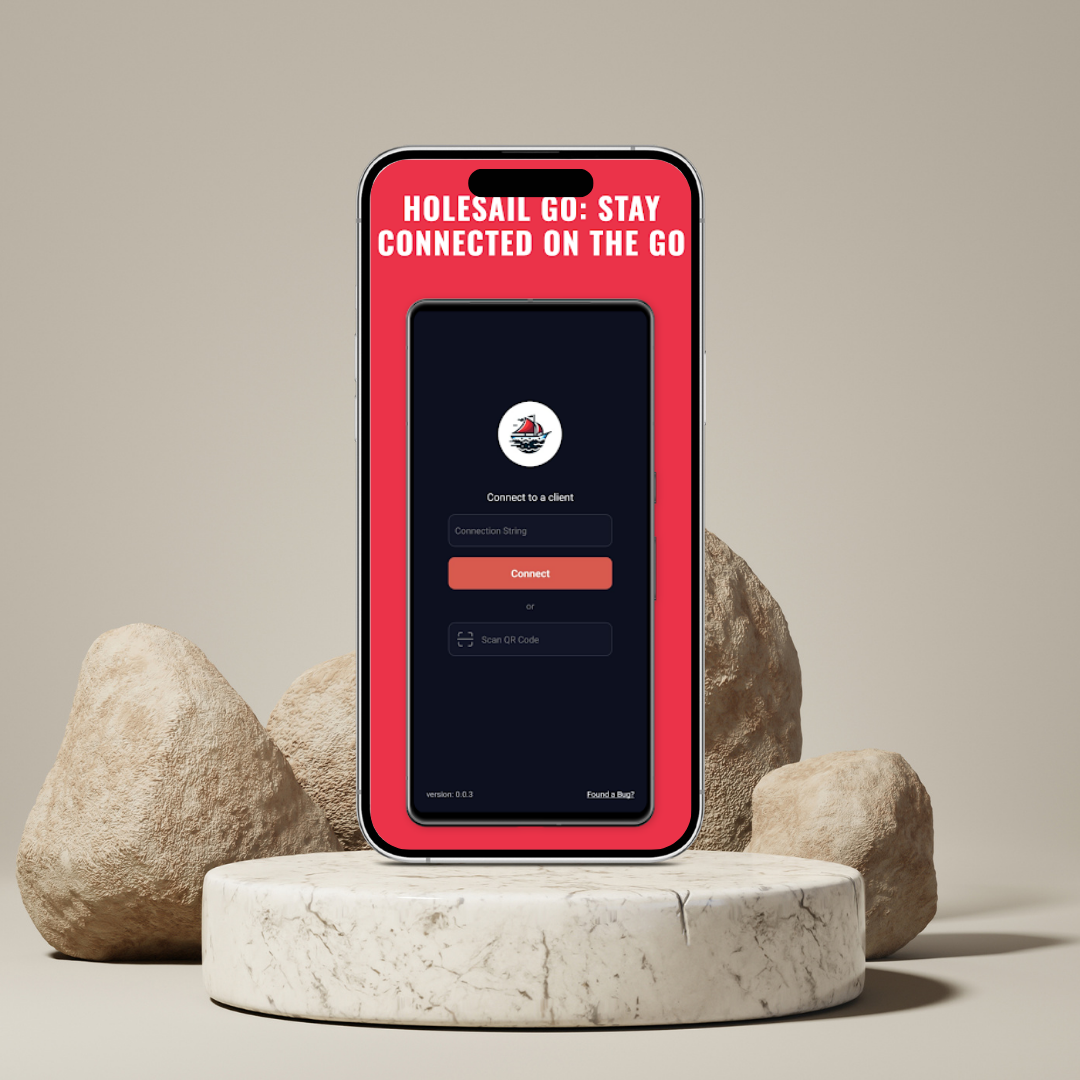 HOLESAIL GO: STAY
CONNECTED ON THE GO
Connect to a client
Connection String
Connect
or
Scan QR Code
version: 0.0.3
Found a Bug?